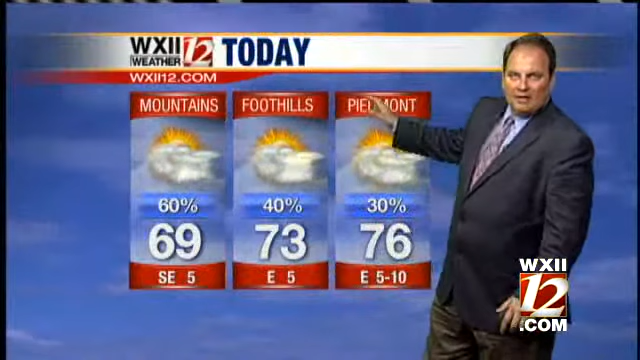 WXII 12 TODAY
WEATHER
WXII12.COM
MOUNTAINS FOOTHILLS PIEDMONT
60% 40% 30%
69 73 76
SE 5 E 5 E 5-10
WXII
12
.COM